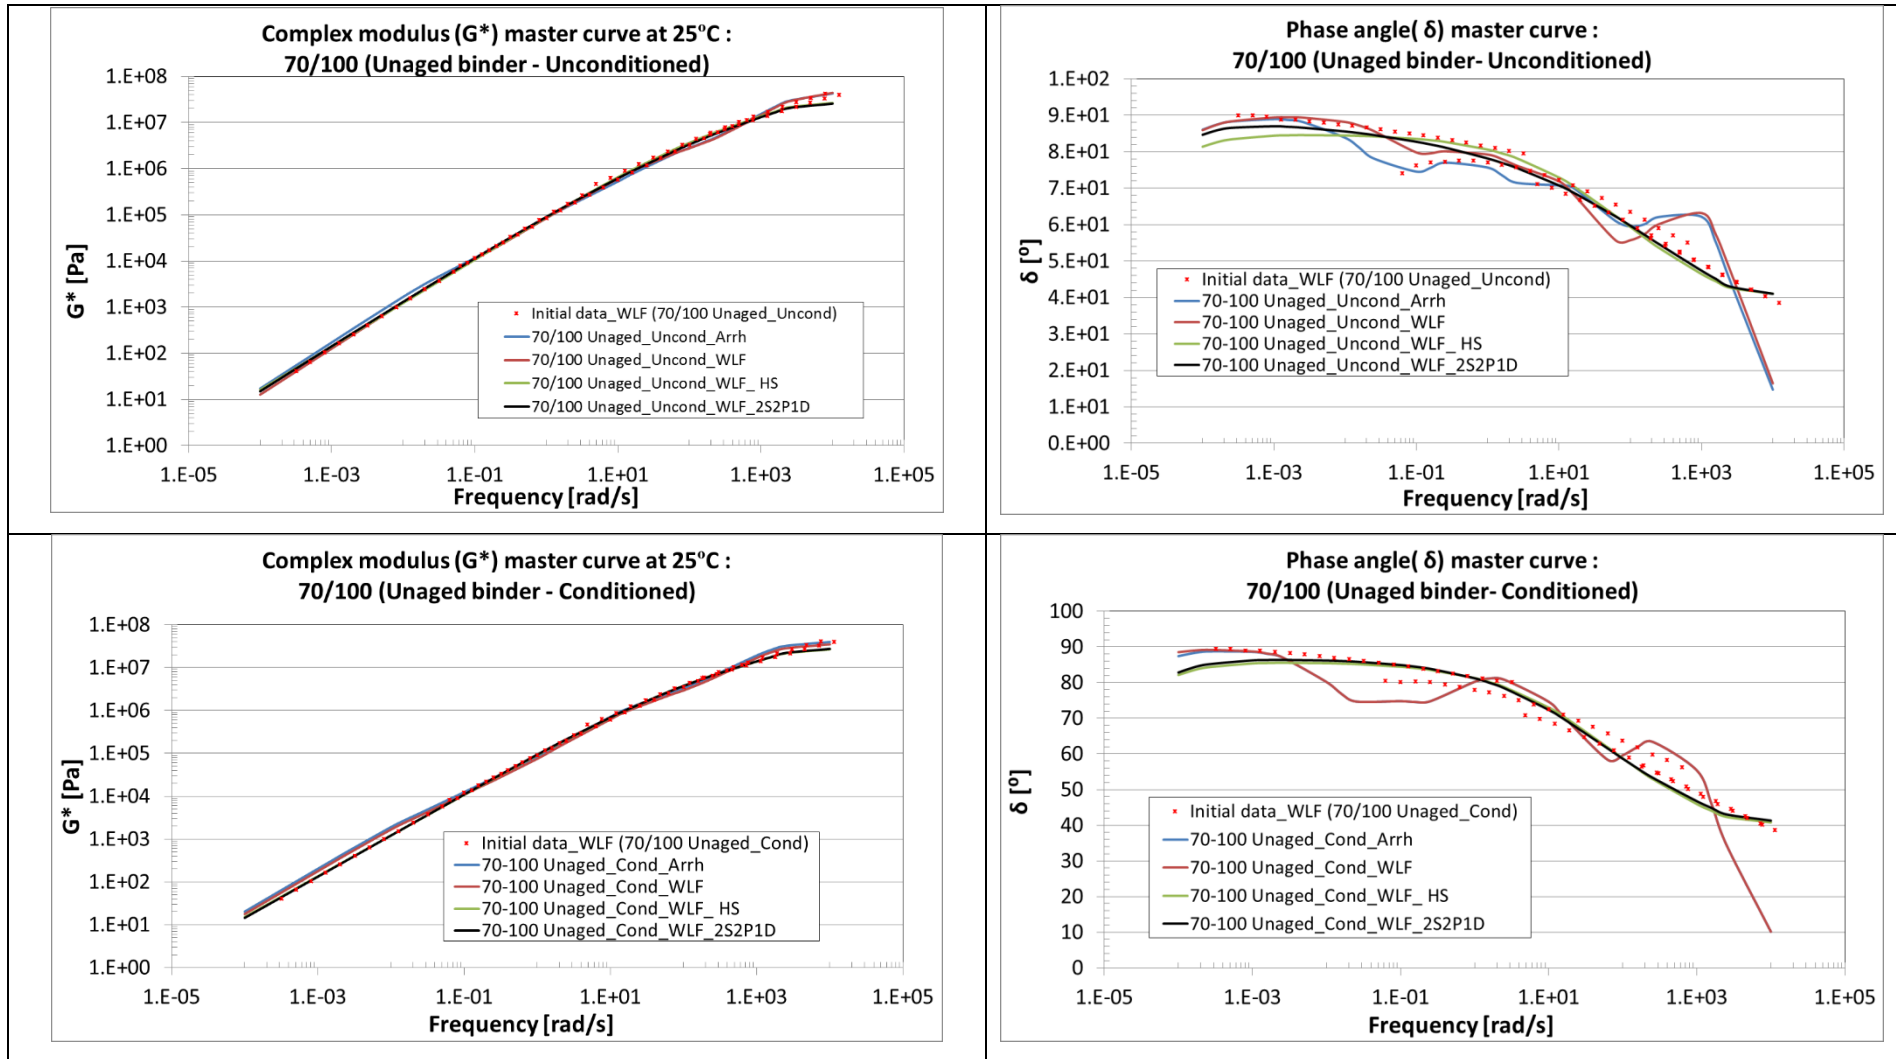 Complex modulus (G*) master curve at 25ºC :
70/100 (Unaged binder - Unconditioned)
1.E+08
1.E+07
1.E+06
1.E+05
1.E+04
1.E+03
1.E+02
1.E+01
1.E+00
G* [Pa]
Initial data_WLF (70/100 Unaged_Uncond)
70/100 Unaged_Uncond_Arrh
70/100 Unaged_Uncond_WLF
70/100 Unaged_Uncond_WLF_ HS
70/100 Unaged_Uncond_WLF_2S2P1D
1.E-05 1.E-03 1.E-01 1.E+01 1.E+03 1.E+05
Frequency [rad/s]
Phase angle( δ) master curve :
70/100 (Unaged binder- Unconditioned)
1.E+02
9.E+01
8.E+01
7.E+01
6.E+01
5.E+01
4.E+01
3.E+01
2.E+01
1.E+01
0.E+00
δ [º]
Initial data_WLF (70/100 Unaged_Uncond)
70-100 Unaged_Uncond_Arrh
70-100 Unaged_Uncond_WLF
70-100 Unaged_Uncond_WLF_ HS
70-100 Unaged_Uncond_WLF_2S2P1D
1.E-05 1.E-03 1.E-01 1.E+01 1.E+03 1.E+05
Frequency [rad/s]
Complex modulus (G*) master curve at 25ºC :
70/100 (Unaged binder - Conditioned)
1.E+08
1.E+07
1.E+06
1.E+05
1.E+04
1.E+03
1.E+02
1.E+01
1.E+00
G* [Pa]
Initial data_WLF (70/100 Unaged_Cond)
70-100 Unaged_Cond_Arrh
70-100 Unaged_Cond_WLF
70-100 Unaged_Cond_WLF_ HS
70-100 Unaged_Cond_WLF_2S2P1D
1.E-05 1.E-03 1.E-01 1.E+01 1.E+03 1.E+05
Frequency [rad/s]
Phase angle( δ) master curve :
70/100 (Unaged binder- Conditioned)
100
90
80
70
60
50
40
30
20
10
0
δ [º]
Initial data_WLF (70/100 Unaged_Cond)
70-100 Unaged_Cond_Arrh
70-100 Unaged_Cond_WLF
70-100 Unaged_Cond_WLF_ HS
70-100 Unaged_Cond_WLF_2S2P1D
1.E-05 1.E-03 1.E-01 1.E+01 1.E+03 1.E+05
Frequency [rad/s]